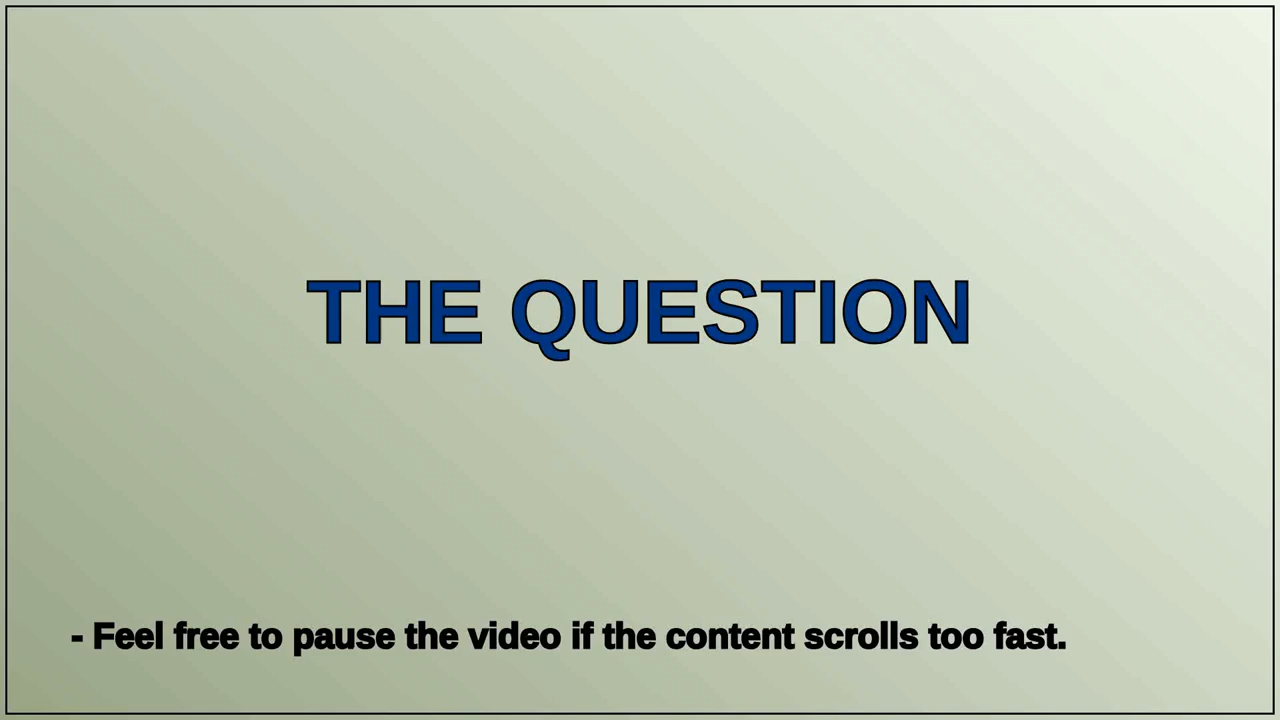 THE QUESTION
- Feel free to pause the video if the content scrolls too fast.